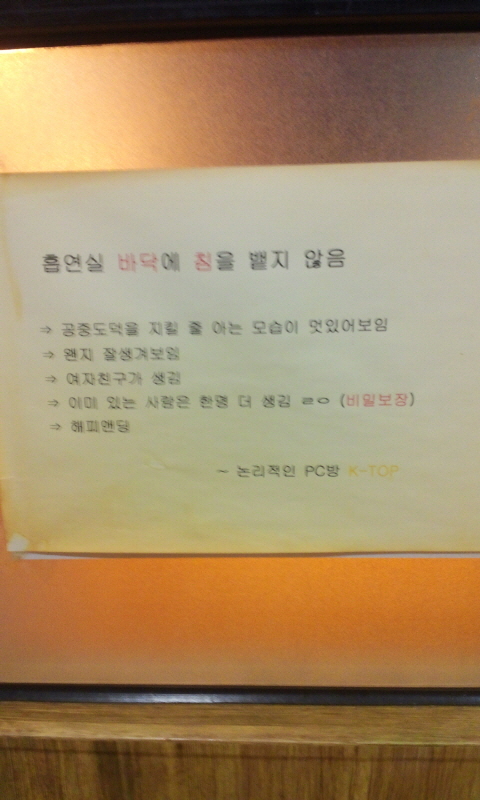 흡연실 바닥에 침을 뱉지 않음
⇒ 공중도덕을 지킬 줄 아는 모습이 멋있어보임
⇒ 왠지 잘생겨보임
⇒ 여자친구가 생김
⇒ 이미 있는 사람은 한명 더 생김 ㄹㅇ (비밀보장)
⇒ 해피앤딩
~ 논리적인 PC방 K-TOP